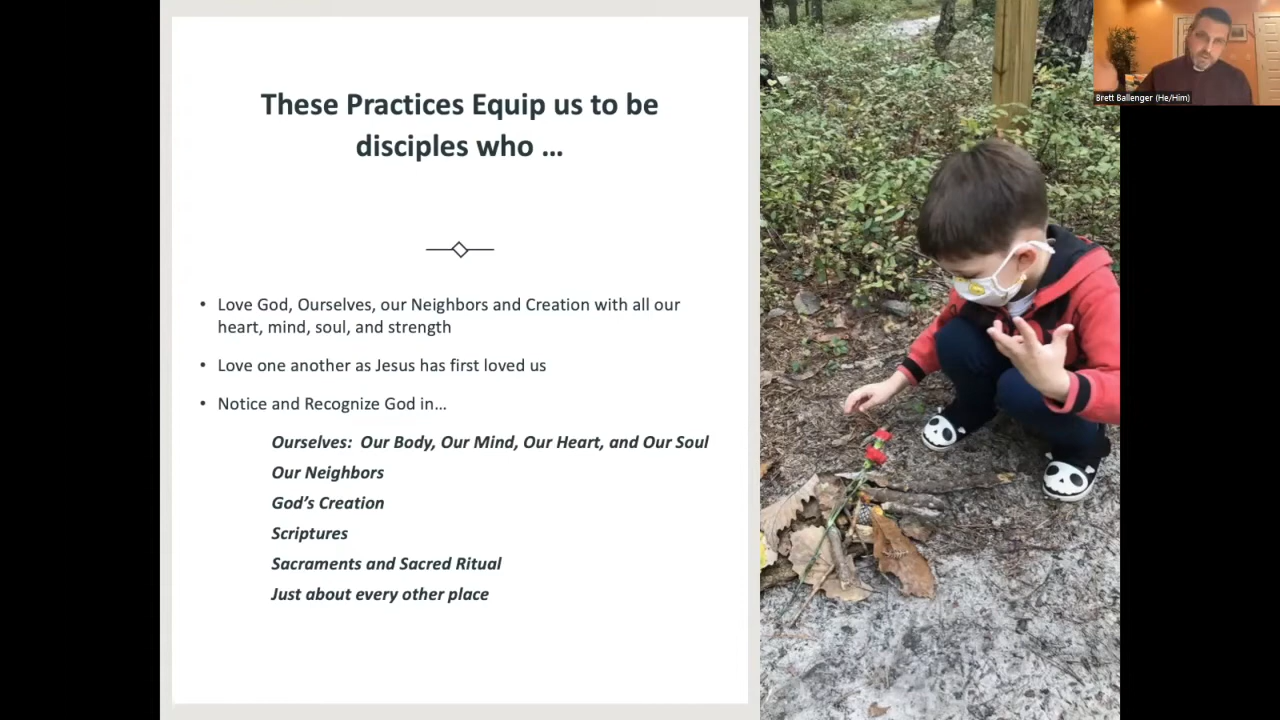 These Practices Equip us to be
disciples who ...
• Love God, Ourselves, our Neighbors and Creation with all our
heart, mind, soul, and strength
• Love one another as Jesus has first loved us
• Notice and Recognize God in…
Ourselves:  Our Body, Our Mind, Our Heart, and Our Soul
Our Neighbors
God’s Creation
Scriptures
Sacraments and Sacred Ritual
Just about every other place
Brett Ballenger (He/Him)